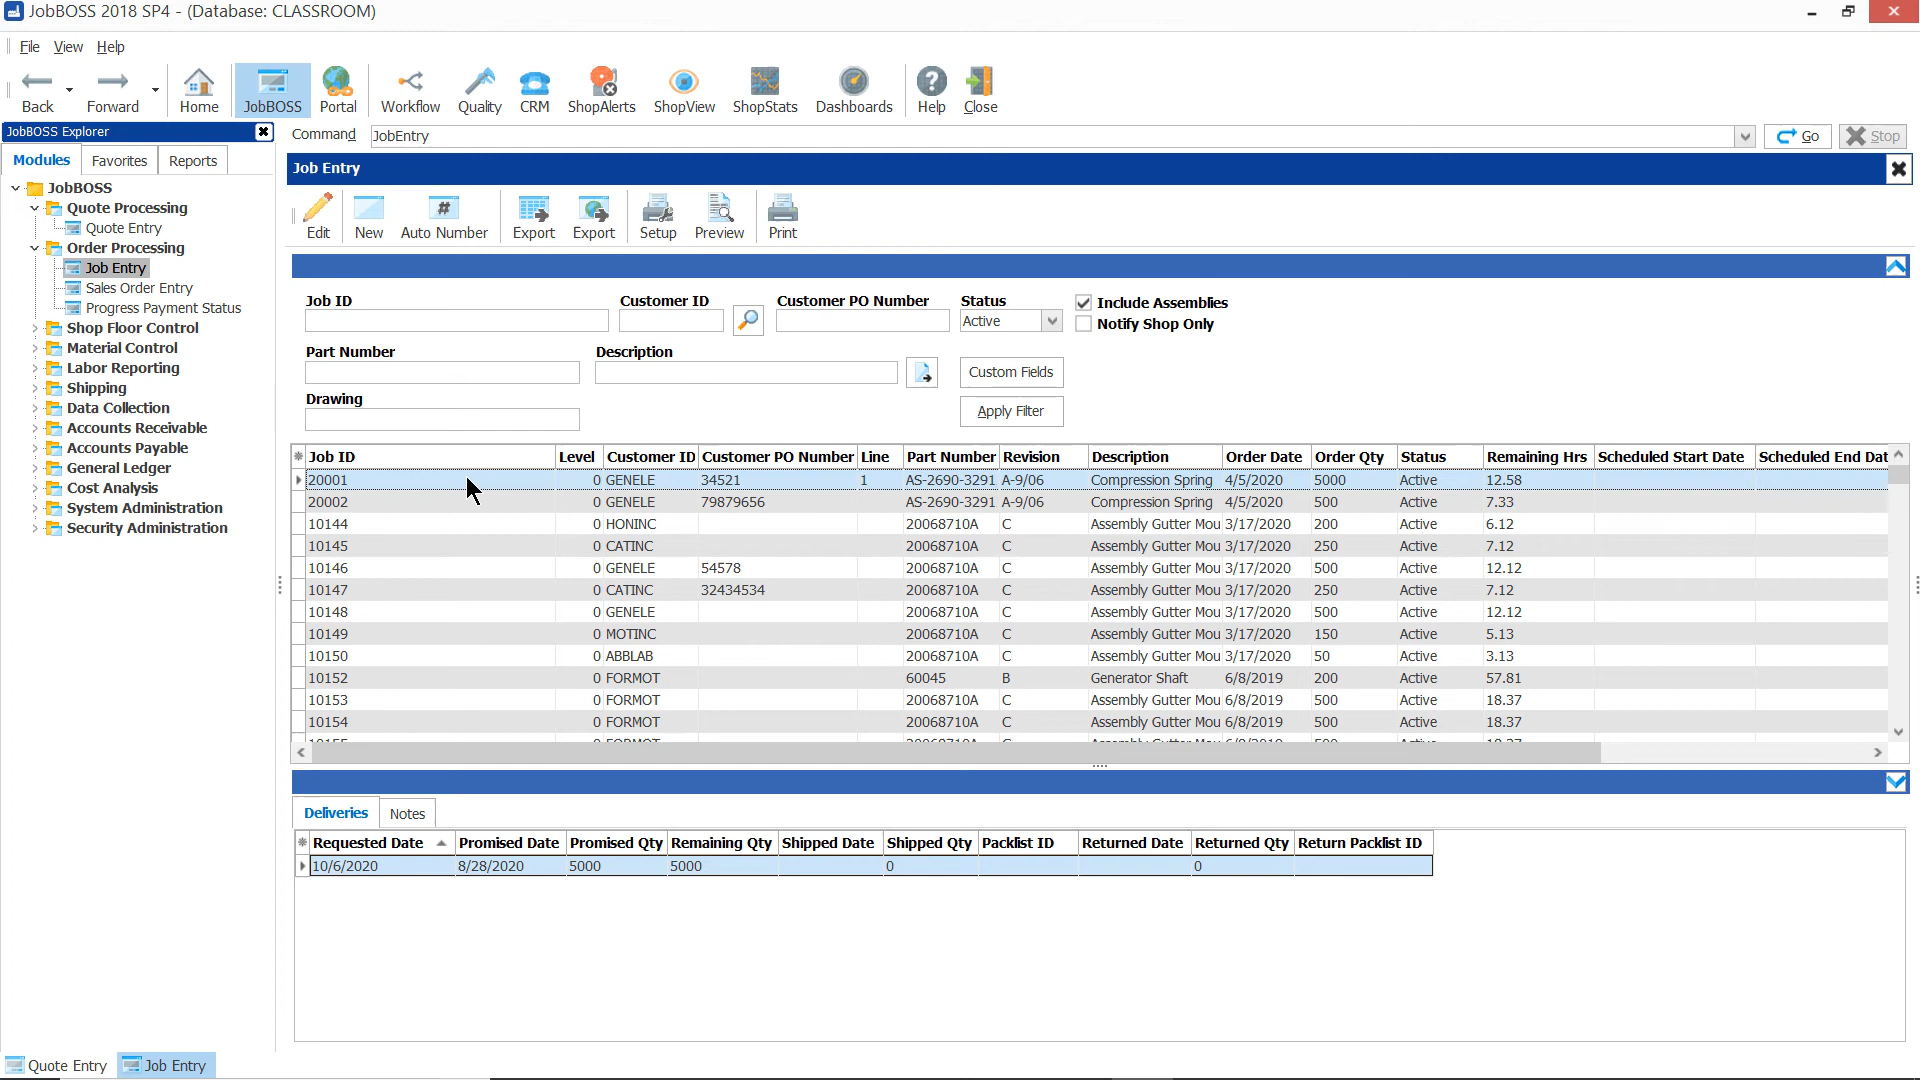 JobBOSS 2018 SP4 - (Database: CLASSROOM)
File View Help
Back Forward Home JobBOSS Portal Workflow Quality CRM ShopAlerts ShopView ShopStats Dashboards Help Close
JobBOSS Explorer
Command JobEntry Go Stop
Modules Favorites Reports
Job Entry
JobBOSS
Quote Processing
Quote Entry
Order Processing
Job Entry
Sales Order Entry
Progress Payment Status
Shop Floor Control
Material Control
Labor Reporting
Shipping
Data Collection
Accounts Receivable
Accounts Payable
General Ledger
Cost Analysis
System Administration
Security Administration
Edit New Auto Number Export Export Setup Preview Print
Job ID Customer ID Customer PO Number Status Include Assemblies
Active Notify Shop Only
Part Number Description
Custom Fields
Drawing
Apply Filter
Job ID Level Customer ID Customer PO Number Line Part Number Revision Description Order Date Order Qty Status Remaining Hrs Scheduled Start Date Scheduled End Dat
20001 0 GENELE 34521 1 AS-2690-3291 A-9/06 Compression Spring 4/5/2020 5000 Active 12.58
20002 0 GENELE 79879656 AS-2690-3291 A-9/06 Compression Spring 4/5/2020 500 Active 7.33
10144 0 HONINC 20068710A C Assembly Gutter Mou 3/17/2020 200 Active 6.12
10145 0 CATINC 20068710A C Assembly Gutter Mou 3/17/2020 250 Active 7.12
10146 0 GENELE 54578 20068710A C Assembly Gutter Mou 3/17/2020 500 Active 12.12
10147 0 CATINC 32434534 20068710A C Assembly Gutter Mou 3/17/2020 250 Active 7.12
10148 0 GENELE 20068710A C Assembly Gutter Mou 3/17/2020 500 Active 12.12
10149 0 MOTINC 20068710A C Assembly Gutter Mou 3/17/2020 150 Active 5.13
10150 0 ABBLAB 20068710A C Assembly Gutter Mou 3/17/2020 50 Active 3.13
10152 0 FORMOT 60045 B Generator Shaft 6/8/2019 200 Active 57.81
10153 0 FORMOT 20068710A C Assembly Gutter Mou 6/8/2019 500 Active 18.37
10154 0 FORMOT 20068710A C Assembly Gutter Mou 6/8/2019 500 Active 18.37
Deliveries Notes
Requested Date Promised Date Promised Qty Remaining Qty Shipped Date Shipped Qty Packlist ID Returned Date Returned Qty Return Packlist ID
10/6/2020 8/28/2020 5000 5000 0 0
Quote Entry Job Entry